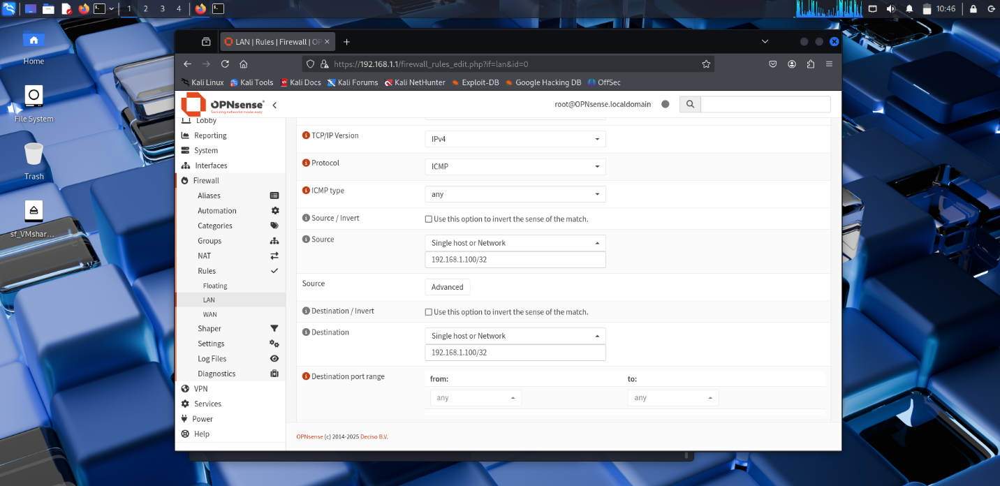 1 2 3 4
10:46
Home
File System
Trash
sf_VMshar...
LAN | Rules | Firewall | OP
https://192.168.1.1/firewall_rules_edit.php?if=lan&id=0
Kali Linux Kali Tools Kali Docs Kali Forums Kali NetHunter Exploit-DB Google Hacking DB OffSec
OPNsense®
Securing networks made easy
root@OPNsense.localdomain
Lobby
Reporting
System
Interfaces
Firewall
Aliases
Automation
Categories
Groups
NAT
Rules
Floating
LAN
WAN
Shaper
Settings
Log Files
Diagnostics
VPN
Services
Power
Help
TCP/IP Version IPv4
Protocol ICMP
ICMP type any
Source / Invert Use this option to invert the sense of the match.
Source Single host or Network
192.168.1.100/32
Source Advanced
Destination / Invert Use this option to invert the sense of the match.
Destination Single host or Network
192.168.1.100/32
Destination port range from: to:
any any
OPNsense (c) 2014-2025 Deciso B.V.